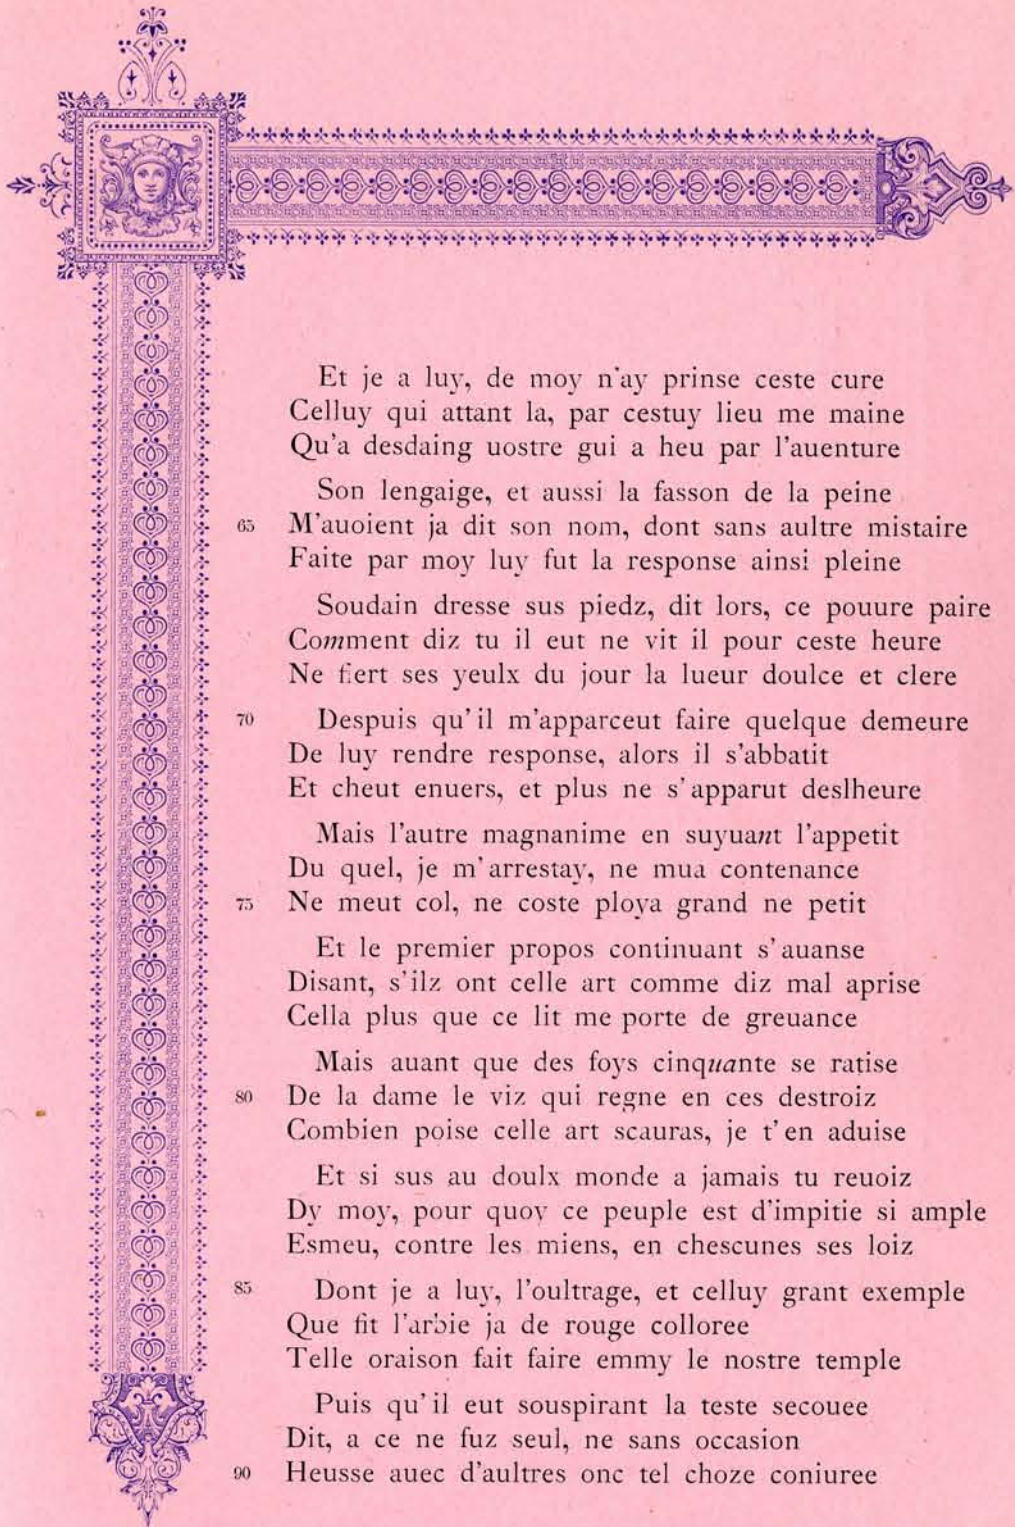 Et je a luy, de moy n'ay prinse ceste cure
Celluy qui attant la, par cestuy lieu me maine
Qu'a desdaing uostre gui a heu par l'auenture
Son lengaige, et aussi la fasson de la peine
65 M'auoient ja dit son nom, dont sans aultre mistaire
Faite par moy luy fut la response ainsi pleine
Soudain dresse sus piedz, dit lors, ce pouure paire
Comment diz tu il eut ne vit il pour ceste heure
Ne fiert ses yeulx du jour la lueur doulce et clere
70 Despuis qu'il m'apparceut faire quelque demeure
De luy rendre response, alors il s'abbatit
Et cheut enuers, et plus ne s'apparut deslheure
Mais l'autre magnanime en suyuant l'appetit
Du quel, je m'arrestay, ne mua contenance
75 Ne meut col, ne coste ploya grand ne petit
Et le premier propos continuant s'auanse
Disant, s'ilz ont celle art comme diz mal aprise
Cella plus que ce lit me porte de greuance
Mais auant que des foys cinquante se ratise
80 De la dame le viz qui regne en ces destroiz
Combien poise celle art scauras, je t'en aduise
Et si sus au doulx monde a jamais tu reuoiz
Dy moy, pour quoy ce peuple est d'impitie si ample
Esmeu, contre les miens, en chescunes ses loiz
85 Dont je a luy, l'oultrage, et celluy grant exemple
Que fit l'arbie ja de rouge colloree
Telle oraison fait faire emmy le nostre temple
Puis qu'il eut souspirant la teste secouee
Dit, a ce ne fuz seul, ne sans occasion
90 Heusse auec d'aultres onc tel choze coniuree